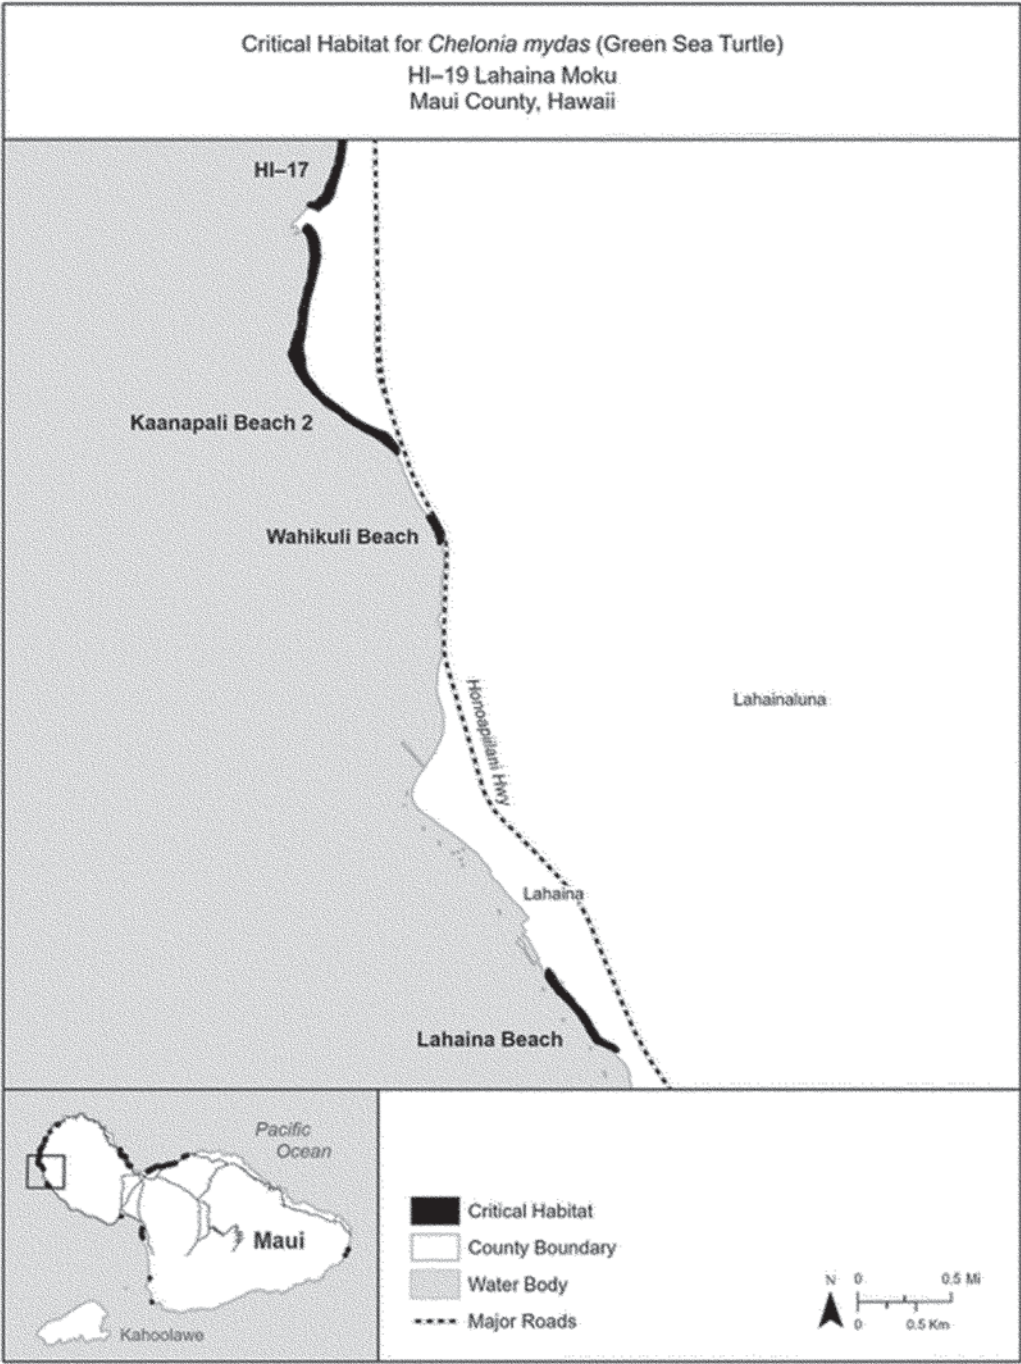 Critical Habitat for Chelonia mydas (Green Sea Turtle)
HI–19 Lahaina Moku
Maui County, Hawaii
HI–17
Kaanapali Beach 2
Wahikuli Beach
Honoapiilani Hwy
Lahainaluna
Lahaina
Lahaina Beach
Pacific
Ocean
Maui
Kahoolawe
Critical Habitat
County Boundary
Water Body
Major Roads
N
0 0.5 Mi
0 0.5 Km